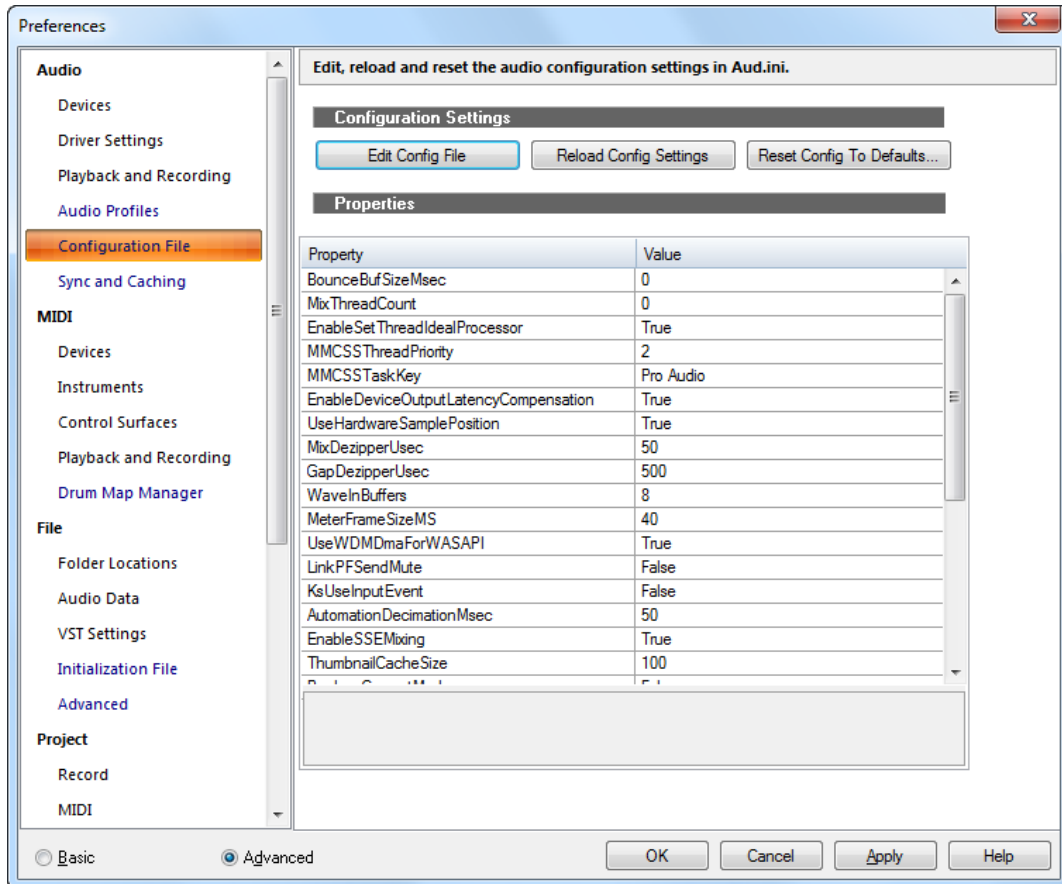 Preferences
Audio
Devices
Driver Settings
Playback and Recording
Audio Profiles
Configuration File
Sync and Caching
MIDI
Devices
Instruments
Control Surfaces
Playback and Recording
Drum Map Manager
File
Folder Locations
Audio Data
VST Settings
Initialization File
Advanced
Project
Record
MIDI
Edit, reload and reset the audio configuration settings in Aud.ini.
Configuration Settings
Edit Config File Reload Config Settings Reset Config To Defaults...
Properties
Property Value
BounceBufSizeMsec 0
MixThreadCount 0
EnableSetThreadIdealProcessor True
MMCSSThreadPriority 2
MMCSSTaskKey Pro Audio
EnableDeviceOutputLatencyCompensation True
UseHardwareSamplePosition True
MixDezipperUsec 50
GapDezipperUsec 500
WaveInBuffers 8
MeterFrameSizeMS 40
UseWDMDmaForWASAPI True
LinkPFSendMute False
KsUseInputEvent False
AutomationDecimationMsec 50
EnableSSEMixing True
ThumbnailCacheSize 100
Basic Advanced OK Cancel Apply Help